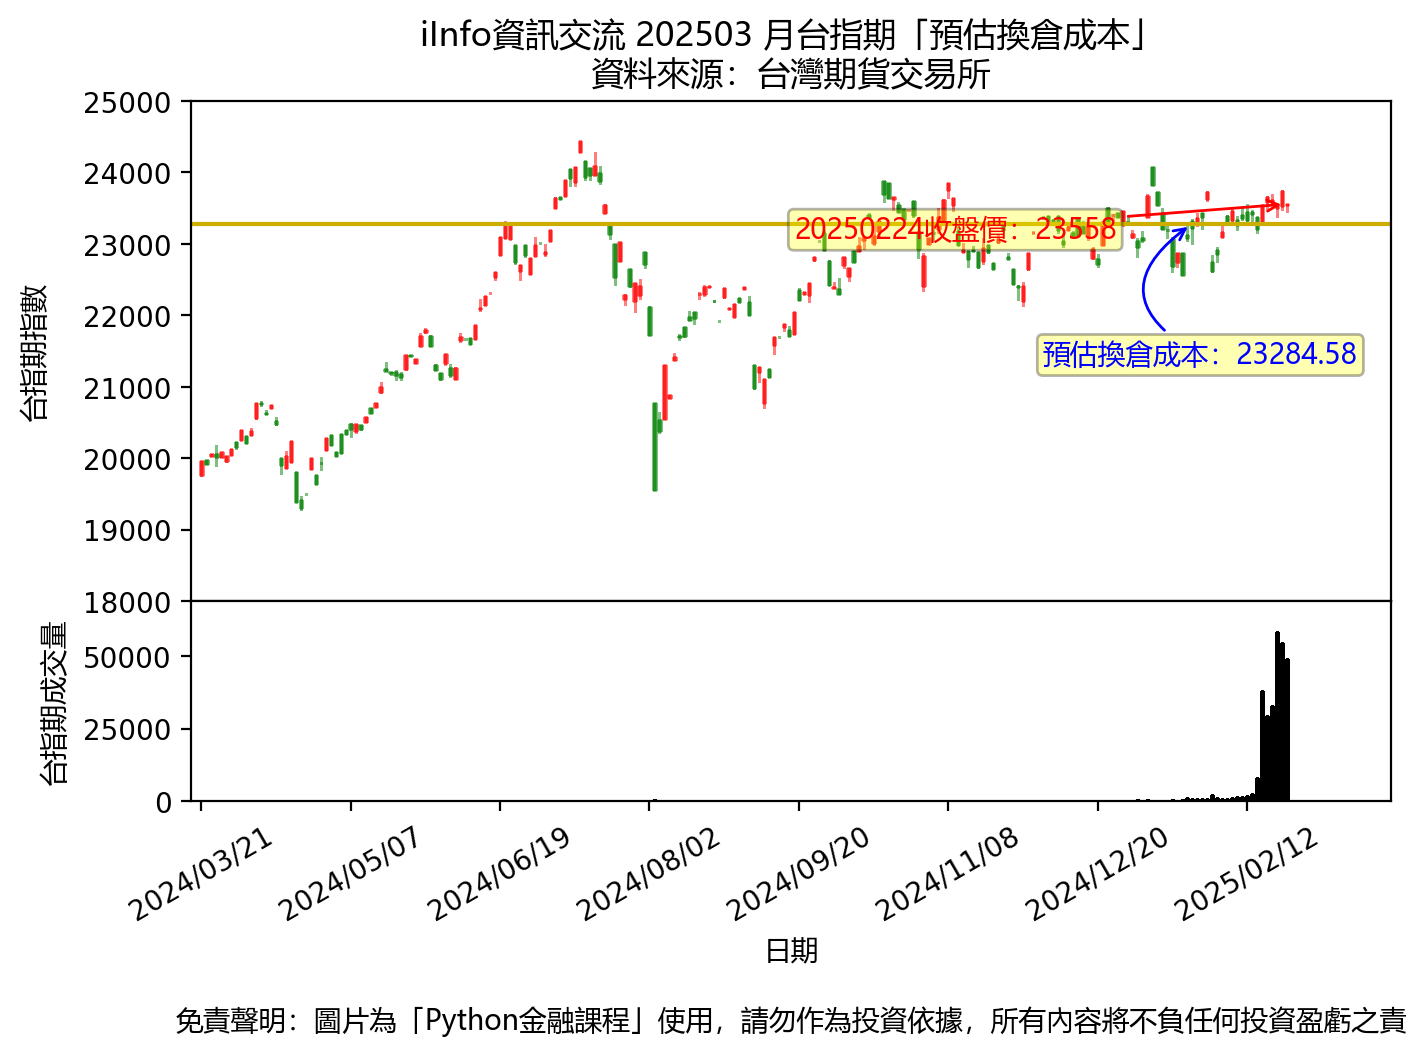 iInfo資訊交流 202503 月台指期「預估換倉成本」
資料來源：台灣期貨交易所
25000
24000
23000
22000
21000
20000
19000
18000
台指期指數
20250224收盤價：23558
預估換倉成本：23284.58
50000
25000
0
台指期成交量
2024/03/21
2024/05/07
2024/06/19
2024/08/02
2024/09/20
2024/11/08
2024/12/20
2025/02/12
日期
免責聲明：圖片為「Python金融課程」使用，請勿作為投資依據，所有內容將不負任何投資盈虧之責